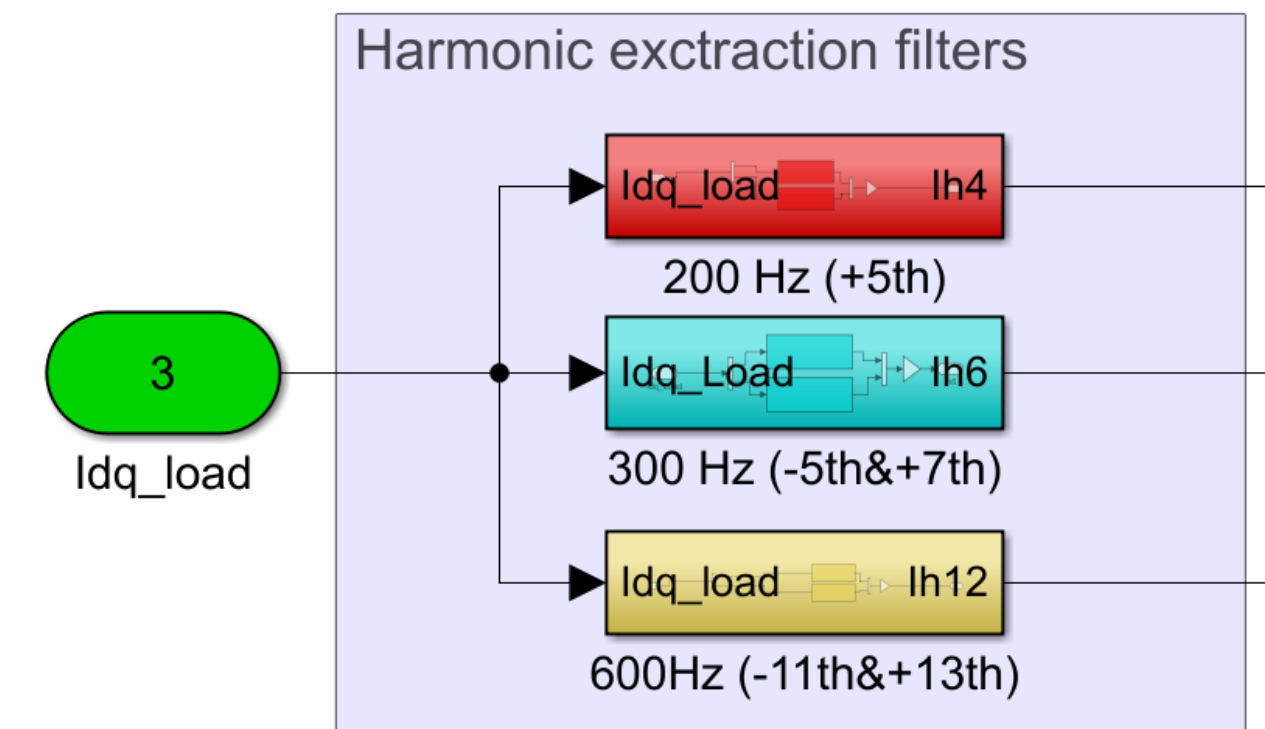 Harmonic exctraction filters
Idq_load Ih4
200 Hz (+5th)
3
Idq_load
Idq_Load Ih6
300 Hz (-5th&+7th)
Idq_load Ih12
600Hz (-11th&+13th)